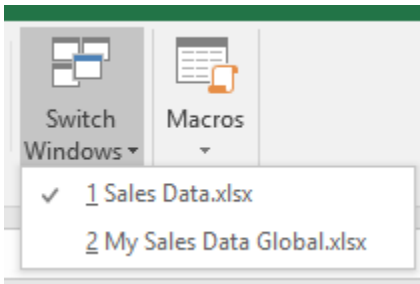 Switch Macros
Windows
1 Sales Data.xlsx
2 My Sales Data Global.xlsx